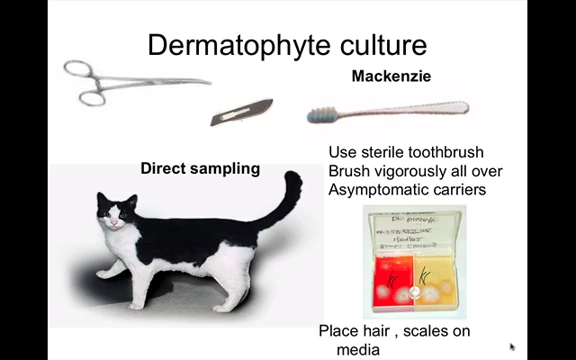 Dermatophyte culture
Mackenzie
Direct sampling
Use sterile toothbrush
Brush vigorously all over
Asymptomatic carriers
Place hair , scales on
media